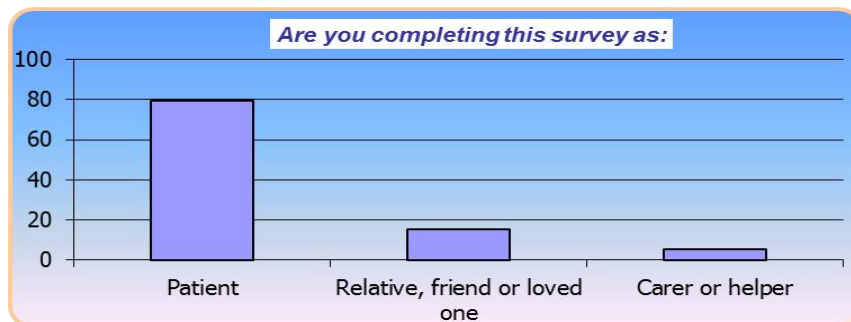 Are you completing this survey as:
100
80
60
40
20
0
Patient
Relative, friend or loved
one
Carer or helper